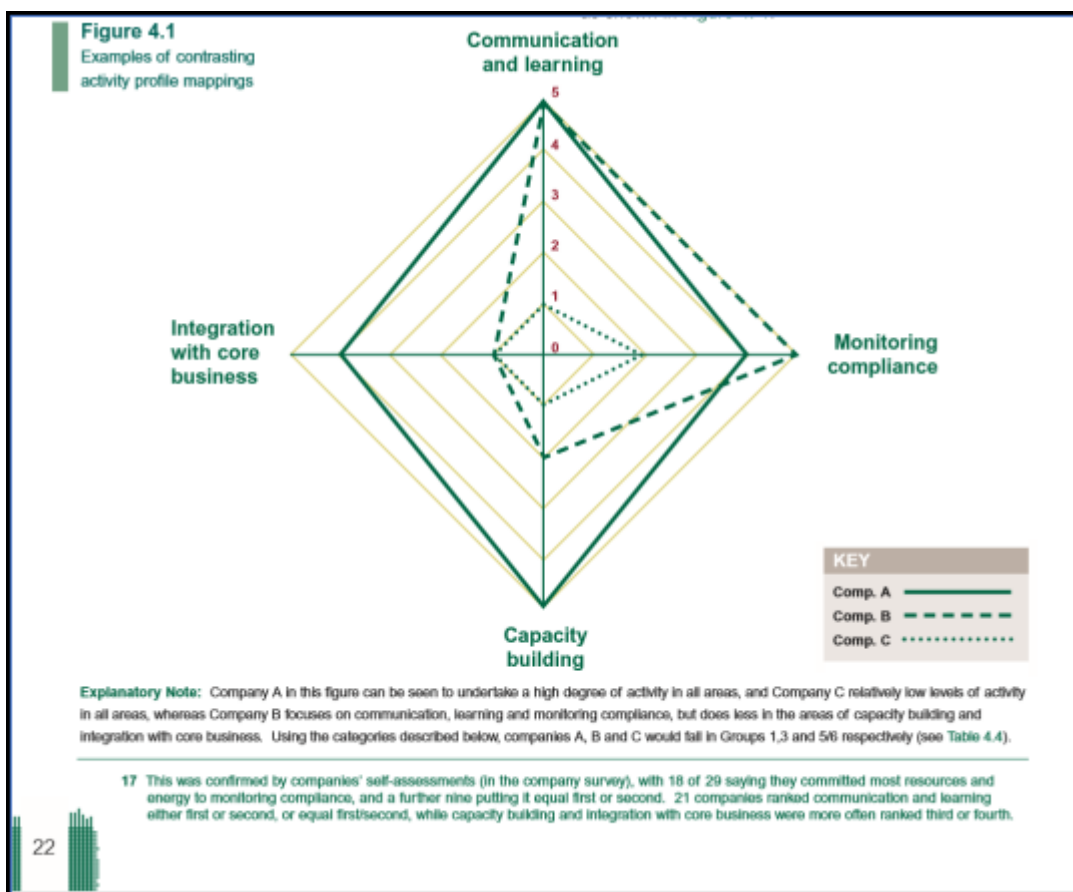 Figure 4.1
Examples of contrasting
activity profile mappings
Communication
and learning
5
4
3
2
1
0
Integration
with core
business
Monitoring
compliance
Capacity
building
KEY
Comp. A
Comp. B
Comp. C
Explanatory Note: Company A in this figure can be seen to undertake a high degree of activity in all areas, and Company C relatively low levels of activity
in all areas, whereas Company B focuses on communication, learning and monitoring compliance, but does less in the areas of capacity building and
integration with core business. Using the categories described below, companies A, B and C would fall in Groups 1,3 and 5/6 respectively (see Table 4.4).
17 This was confirmed by companies' self-assessments (in the company survey), with 18 of 29 saying they committed most resources and
energy to monitoring compliance, and a further nine putting it equal first or second. 21 companies ranked communication and learning
either first or second, or equal first/second, while capacity building and integration with core business were more often ranked third or fourth.
22